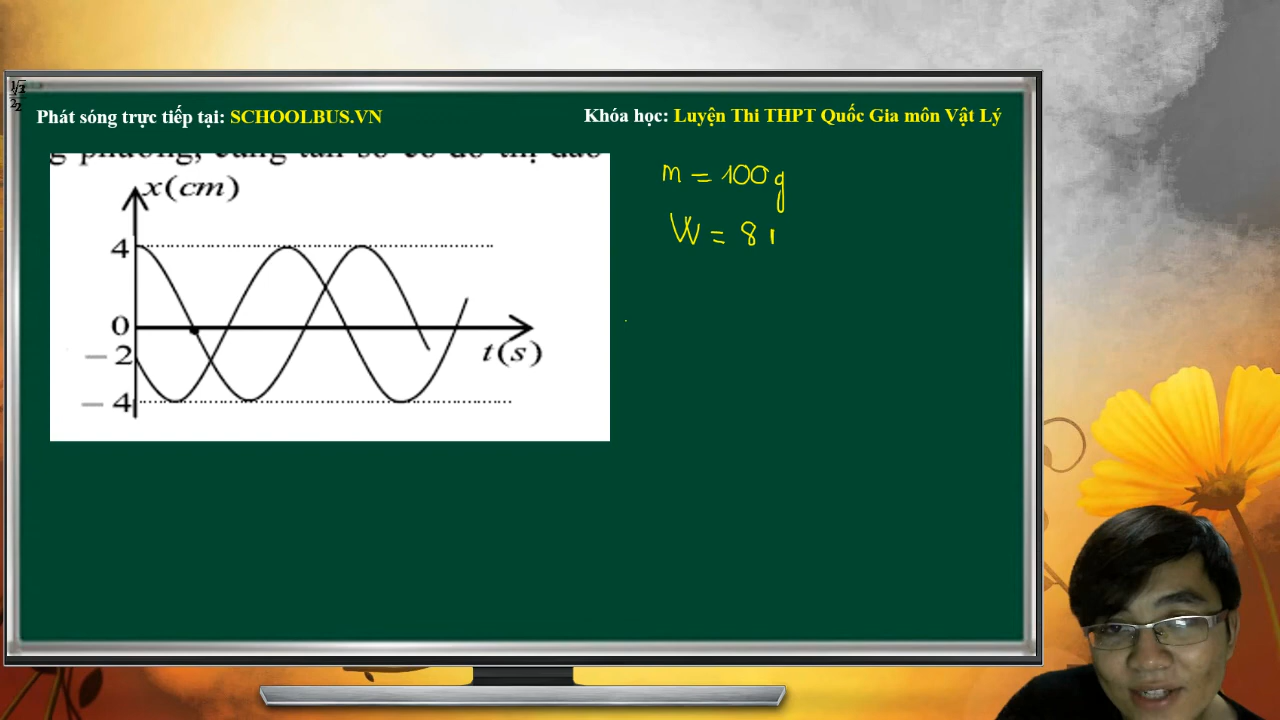 Phát sóng trực tiếp tại: SCHOOLBUS.VN
Khóa học: Luyện Thi THPT Quốc Gia môn Vật Lý
x(cm)
4
0
− 2
− 4
t(s)
m = 100g
W = 8